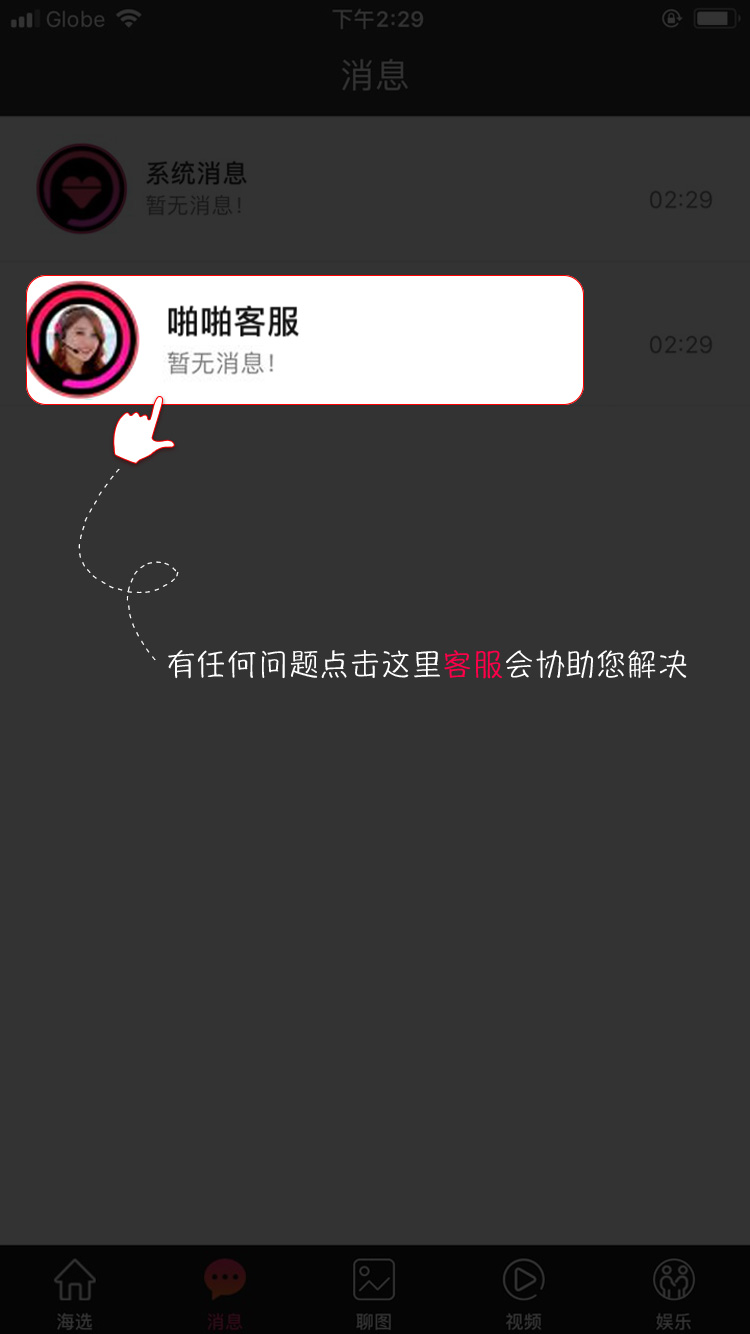 Globe 下午2:29
消息
系统消息
暂无消息!
02:29
啪啪客服
暂无消息!
02:29
有任何问题点击这里客服会协助您解决
海选 消息 聊图 视频 娱乐